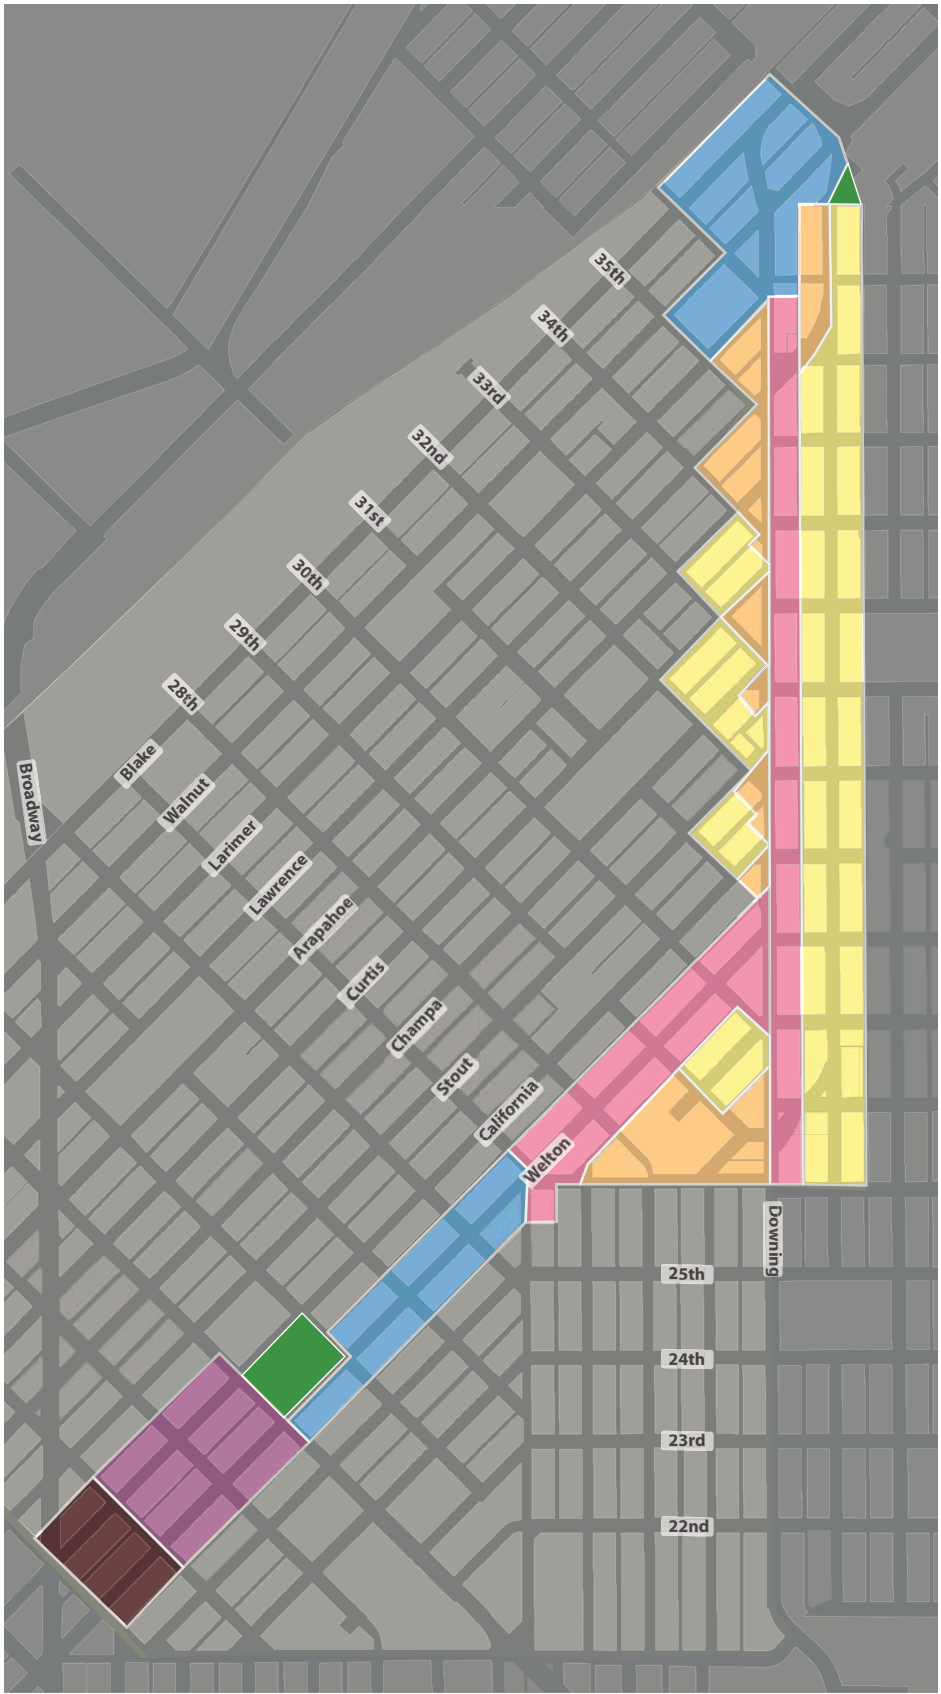 35th
34th
33rd
32nd
31st
30th
29th
28th
Blake
Broadway
Walnut
Larimer
Lawrence
Arapahoe
Curtis
Champa
Stout
California
Welton
Downing
25th
24th
23rd
22nd